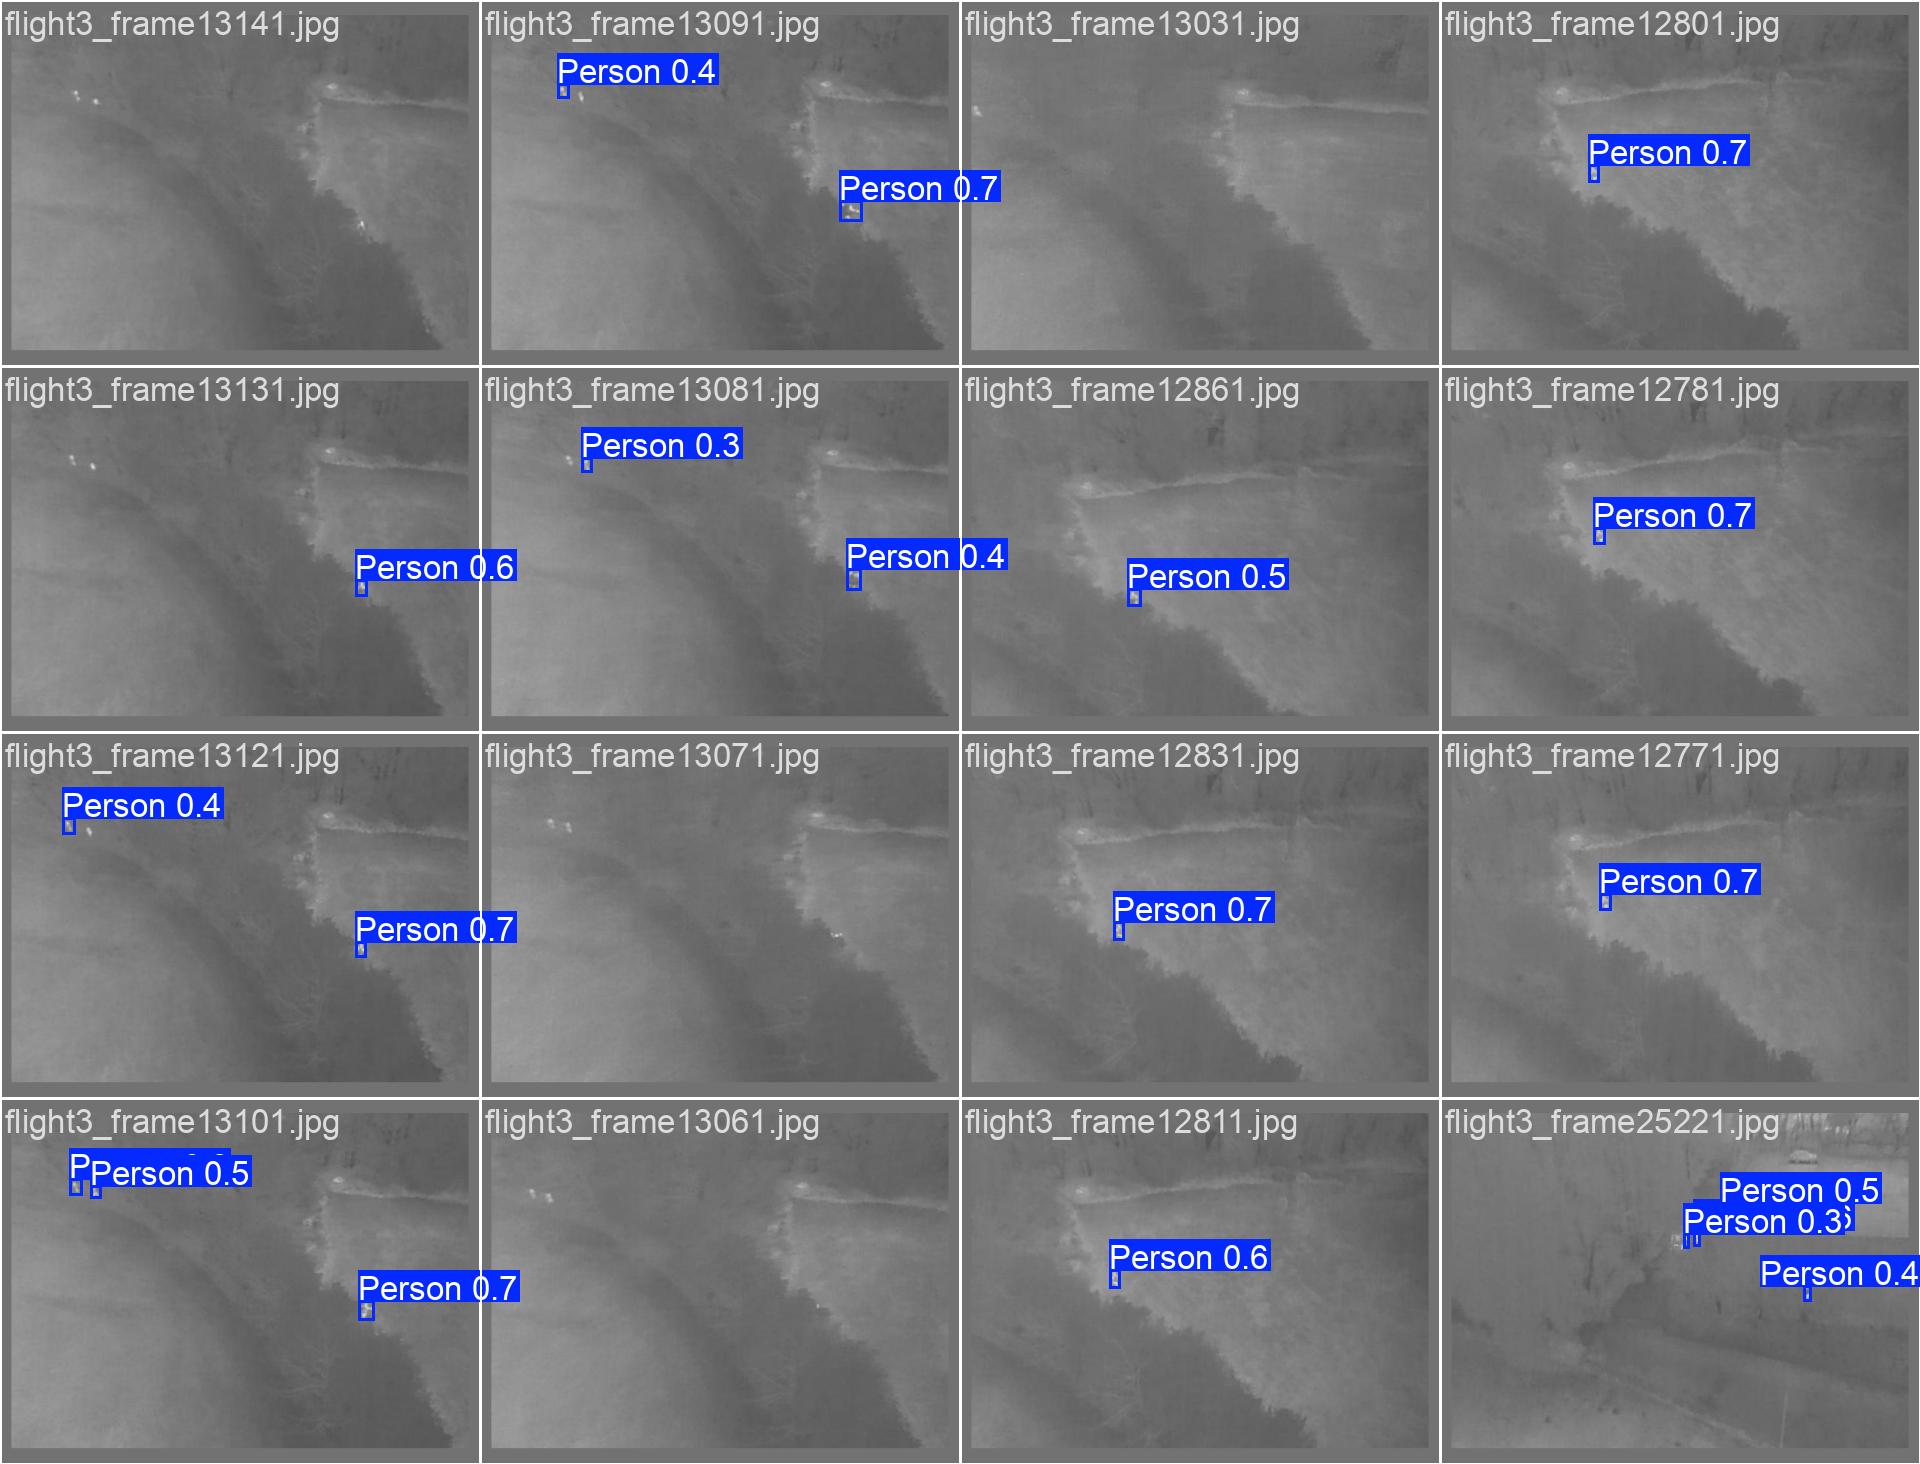 flight3_frame13141.jpg
flight3_frame13091.jpg
Person 0.4
Person 0.7
flight3_frame13031.jpg
flight3_frame12801.jpg
Person 0.7
flight3_frame13131.jpg
Person 0.6
flight3_frame13081.jpg
Person 0.3
Person 0.4
flight3_frame12861.jpg
Person 0.5
flight3_frame12781.jpg
Person 0.7
flight3_frame13121.jpg
Person 0.4
Person 0.7
flight3_frame13071.jpg
flight3_frame12831.jpg
Person 0.7
flight3_frame12771.jpg
Person 0.7
flight3_frame13101.jpg
Person 0.5
Person 0.7
flight3_frame13061.jpg
flight3_frame12811.jpg
Person 0.6
flight3_frame25221.jpg
Person 0.5
Person 0.3
Person 0.4